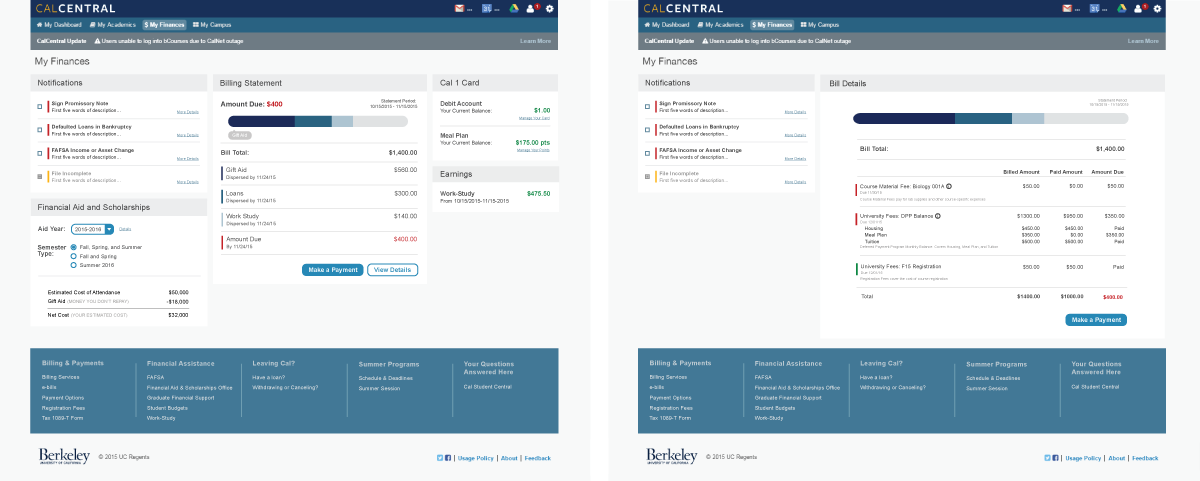 CALCENTRAL
... ... 1
My Dashboard My Academics $ My Finances My Campus
CalCentral Update Users unable to log into bCourses due to CalNet outage Learn More
My Finances
Notifications
Sign Promissory Note
First five words of description...
More Details
Defaulted Loans in Bankruptcy
First five words of description...
More Details
FAFSA Income or Asset Change
First five words of description...
More Details
File Incomplete
First five words of description...
More Details
Financial Aid and Scholarships
Aid Year: 2015-2016 Details
Semester Type:
Fall, Spring, and Summer
Fall and Spring
Summer 2016
Estimated Cost of Attendance $50,000
Gift Aid (MONEY YOU DON'T REPAY) -$18,000
Net Cost (YOUR ESTIMATED COST) $32,000
Billing Statement
Amount Due: $400
Statement Period:
10/15/2015 - 11/15/2015
Gift Aid
Bill Total: $1,400.00
Gift Aid $560.00
Dispersed by 11/24/15
Loans $300.00
Dispersed by 11/24/15
Work Study $140.00
Dispersed by 11/24/15
Amount Due $400.00
By 11/24/15
Make a Payment View Details
Cal 1 Card
Debit Account
Your Current Balance: $1.00
Manage Your Card
Meal Plan
Your Current Balance: $175.00 pts
Manage Your Points
Earnings
Work-Study $475.50
From 10/15/2015-11/15-2015
Billing & Payments
Billing Services
e-bills
Payment Options
Registration Fees
Tax 1089-T Form
Financial Assistance
FAFSA
Financial Aid & Scholarships Office
Graduate Financial Support
Student Budgets
Work-Study
Leaving Cal?
Have a loan?
Withdrawing or Canceling?
Summer Programs
Schedule & Deadlines
Summer Session
Your Questions
Answered Here
Cal Student Central
Berkeley
UNIVERSITY OF CALIFORNIA
© 2015 UC Regents
Usage Policy | About | Feedback
CALCENTRAL
... ... 1
My Dashboard My Academics $ My Finances My Campus
CalCentral Update Users unable to log into bCourses due to CalNet outage Learn More
My Finances
Notifications
Sign Promissory Note
First five words of description...
More Details
Defaulted Loans in Bankruptcy
First five words of description...
More Details
FAFSA Income or Asset Change
First five words of description...
More Details
File Incomplete
First five words of description...
More Details
Bill Details
Statement Period:
10/15/2015 - 11/15/2015
Bill Total: $1,400.00
Billed Amount Paid Amount Amount Due
Course Material Fee: Biology 001A $50.00 $0.00 $50.00
University Fees: DPP Balance $1300.00 $950.00 $350.00
Housing $450.00 $450.00 Paid
Meal Plan $350.00 $0.00 $350.00
Tuition $500.00 $500.00 Paid
University Fees: F15 Registration $50.00 $50.00 Paid
Total $1400.00 $1000.00 $400.00
Make a Payment
Billing & Payments
Billing Services
e-bills
Payment Options
Registration Fees
Tax 1089-T Form
Financial Assistance
FAFSA
Financial Aid & Scholarships Office
Graduate Financial Support
Student Budgets
Work-Study
Leaving Cal?
Have a loan?
Withdrawing or Canceling?
Summer Programs
Schedule & Deadlines
Summer Session
Your Questions
Answered Here
Cal Student Central
Berkeley
UNIVERSITY OF CALIFORNIA
© 2015 UC Regents
Usage Policy | About | Feedback